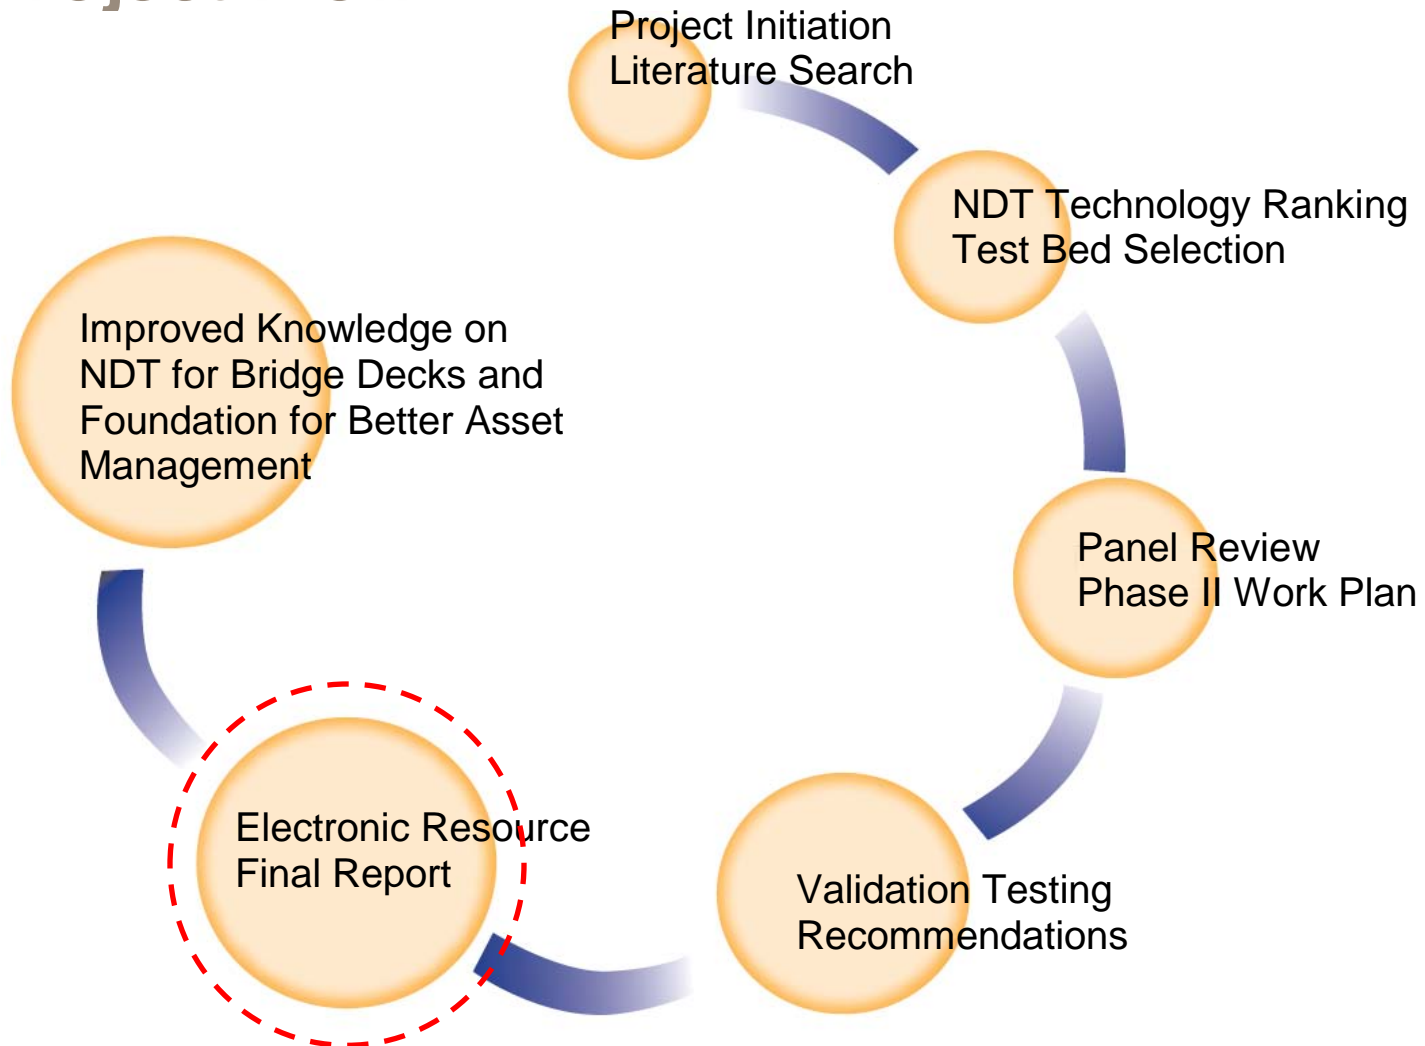 Project Initiation
Literature Search
NDT Technology Ranking
Test Bed Selection
Panel Review
Phase II Work Plan
Validation Testing
Recommendations
Electronic Resource
Final Report
Improved Knowledge on
NDT for Bridge Decks and
Foundation for Better Asset
Management